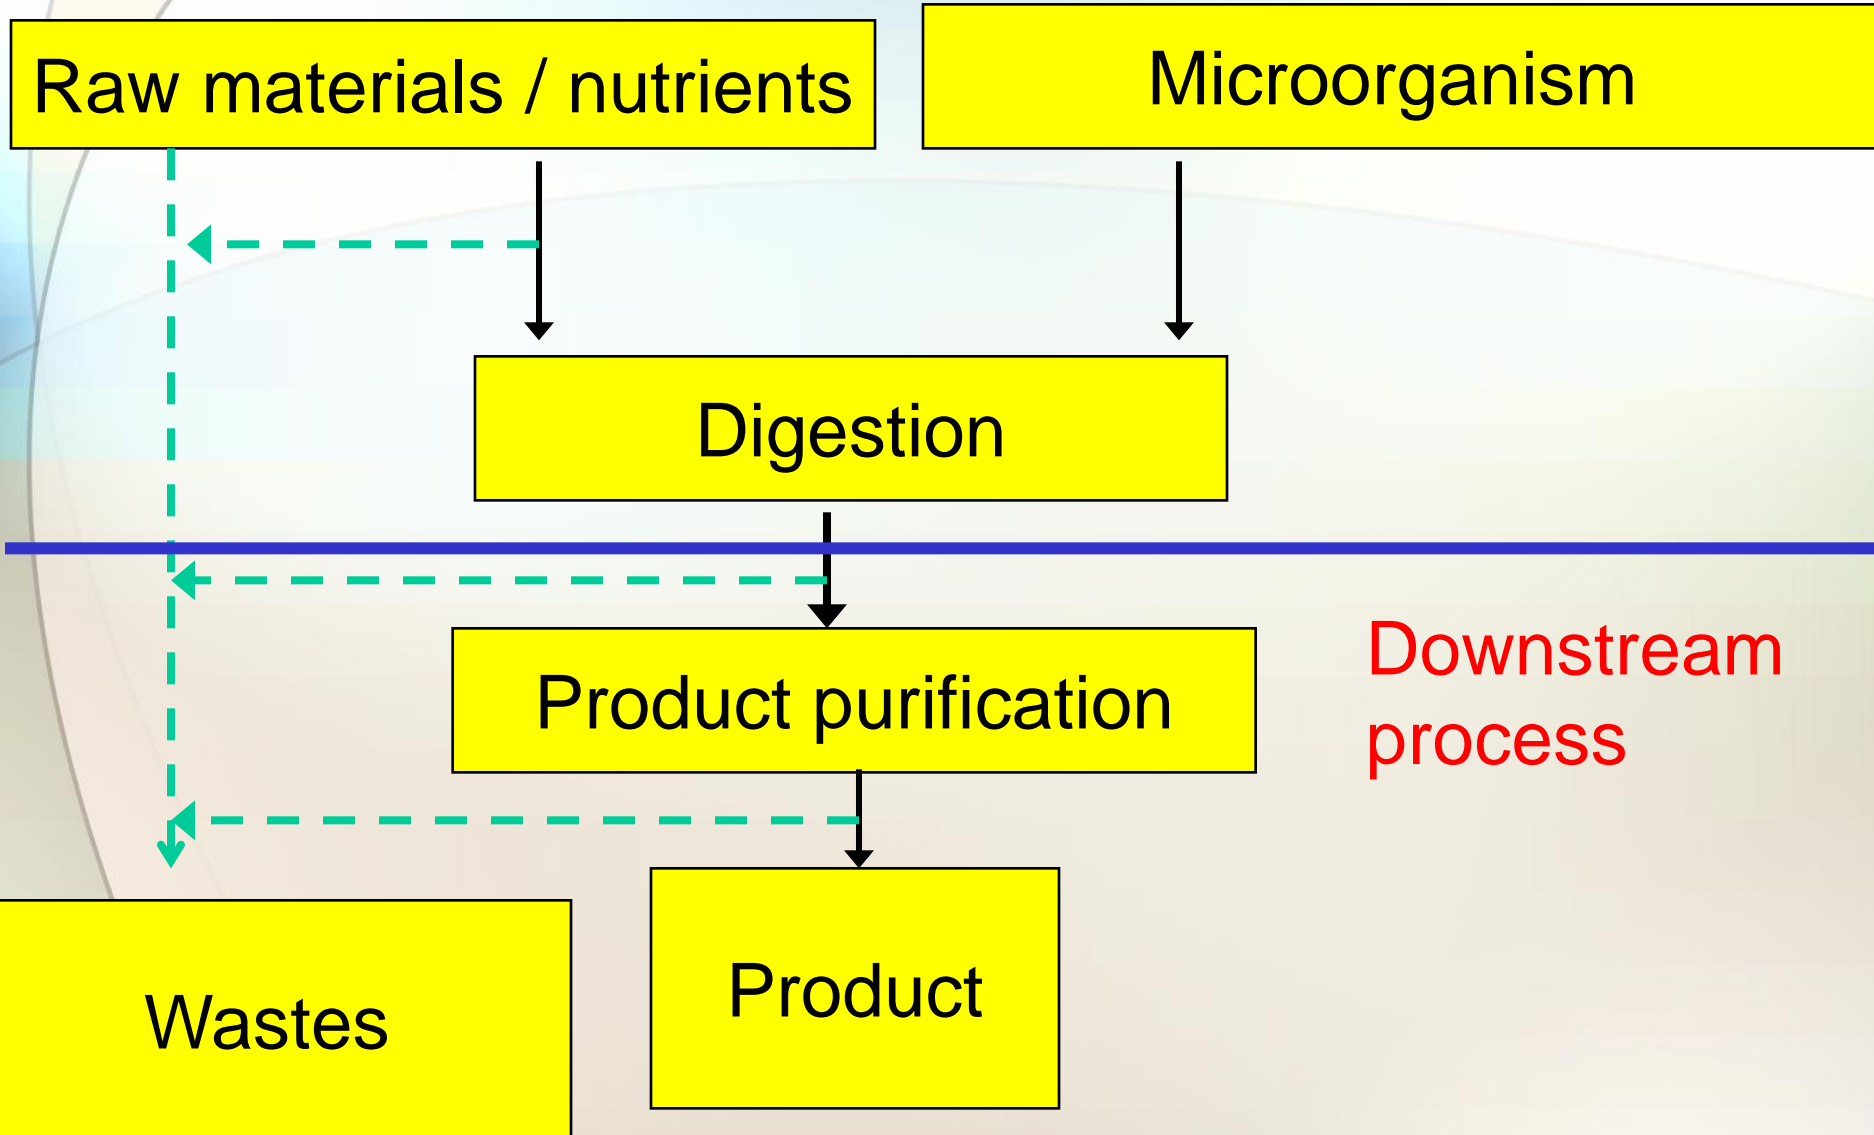 Raw materials / nutrients
Microorganism
Digestion
Product purification
Downstream
process
Wastes
Product